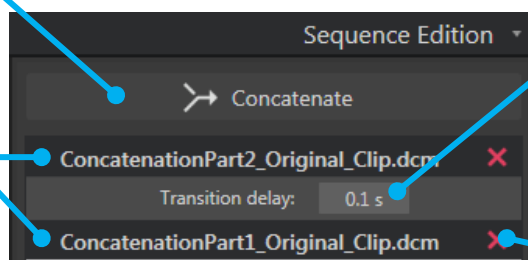 Sequence Edition
Concatenate
ConcatenationPart2_Original_Clip.dcm
Transition delay: 0.1 s
ConcatenationPart1_Original_Clip.dcm